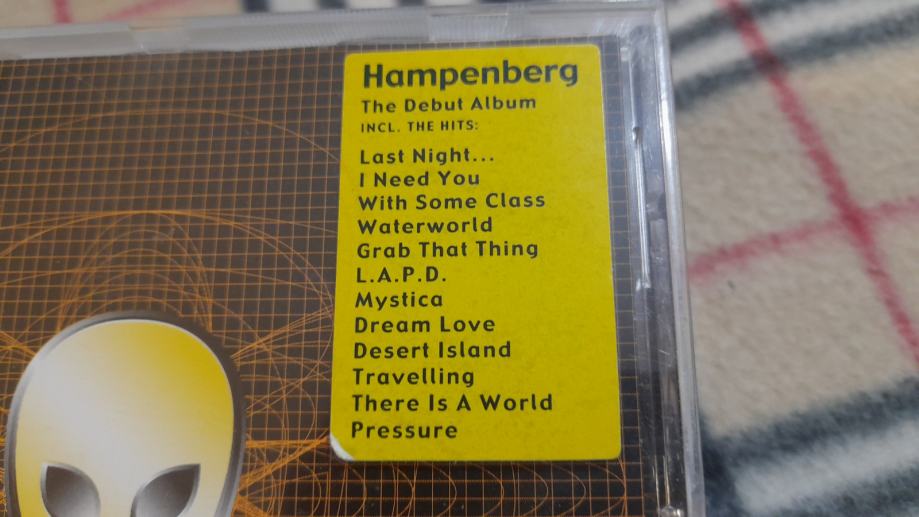 Hampenberg
The Debut Album
INCL. THE HITS:
Last Night...
I Need You
With Some Class
Waterworld
Grab That Thing
L.A.P.D.
Mystica
Dream Love
Desert Island
Travelling
There Is A World
Pressure